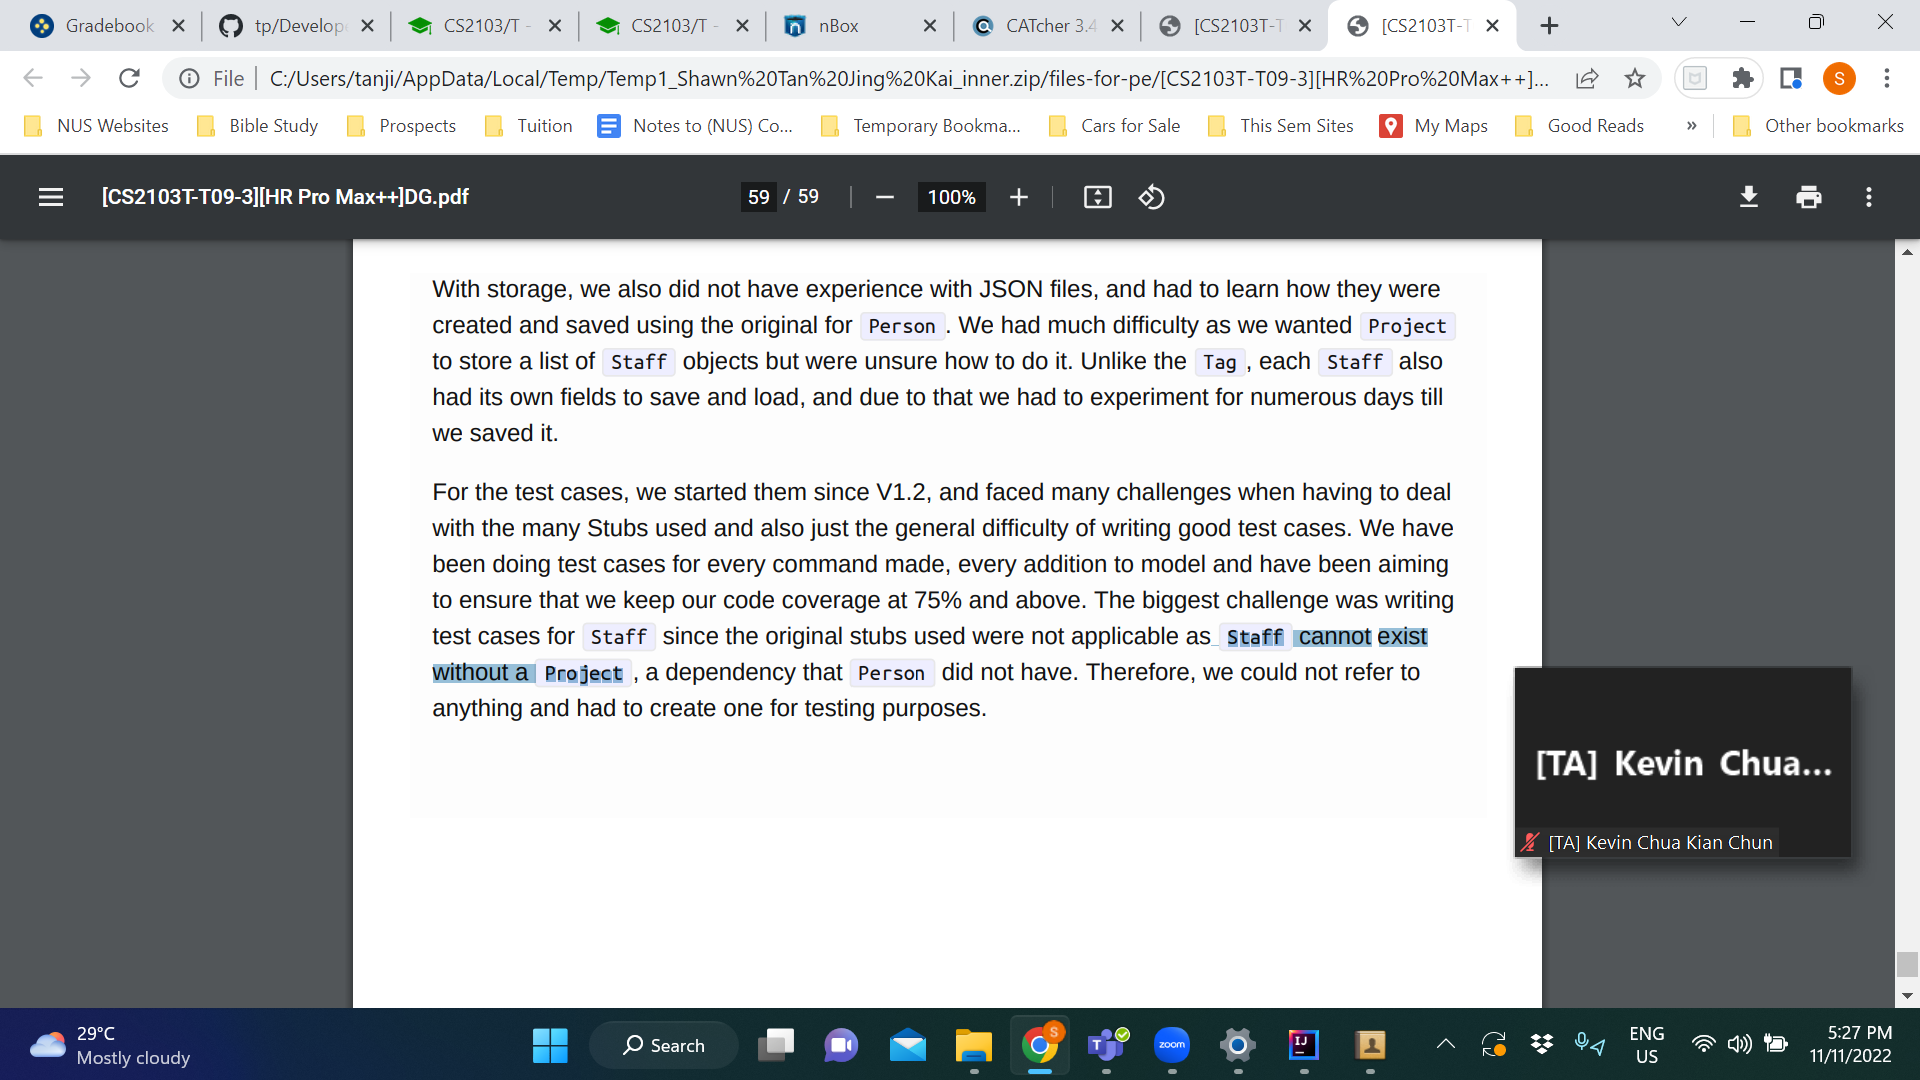 Gradebook
tp/Develop
CS2103/T -
CS2103/T -
nBox
CATcher 3.4
[CS2103T-T
[CS2103T-T
File
C:/Users/tanji/AppData/Local/Temp/Temp1_Shawn%20Tan%20Jing%20Kai_inner.zip/files-for-pe/[CS2103T-T09-3][HR%20Pro%20Max++]...
S
NUS Websites
Bible Study
Prospects
Tuition
Notes to (NUS) Co...
Temporary Bookma...
Cars for Sale
This Sem Sites
My Maps
Good Reads
»
Other bookmarks
[CS2103T-T09-3][HR Pro Max++]DG.pdf
59 / 59
100%
With storage, we also did not have experience with JSON files, and had to learn how they were
created and saved using the original for Person . We had much difficulty as we wanted Project
to store a list of Staff objects but were unsure how to do it. Unlike the Tag , each Staff also
had its own fields to save and load, and due to that we had to experiment for numerous days till
we saved it.
For the test cases, we started them since V1.2, and faced many challenges when having to deal
with the many Stubs used and also just the general difficulty of writing good test cases. We have
been doing test cases for every command made, every addition to model and have been aiming
to ensure that we keep our code coverage at 75% and above. The biggest challenge was writing
test cases for Staff since the original stubs used were not applicable as Staff cannot exist
without a Project , a dependency that Person did not have. Therefore, we could not refer to
anything and had to create one for testing purposes.
[TA] Kevin Chua...
[TA] Kevin Chua Kian Chun
29°C
Mostly cloudy
Search
S
T
zoom
IJ
ENG
US
5:27 PM
11/11/2022